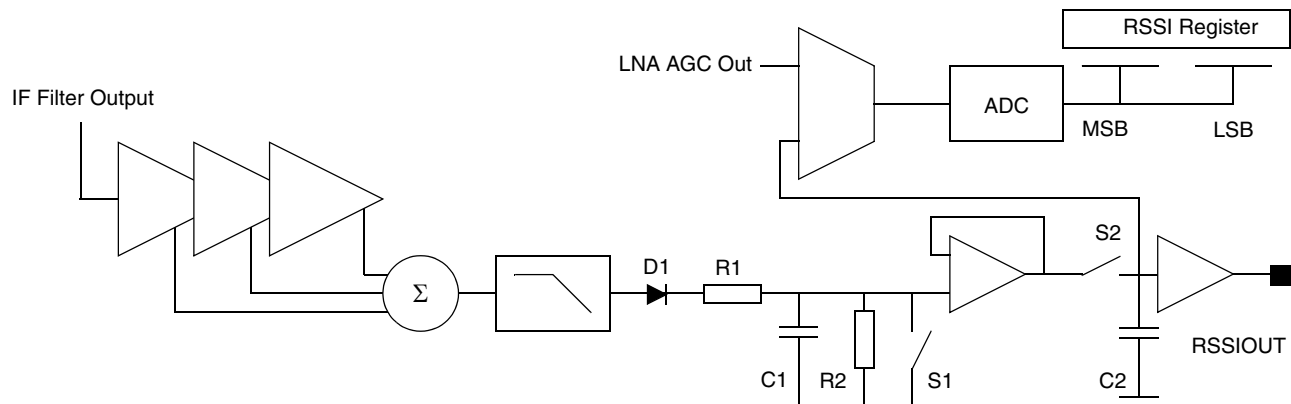 RSSI Register
LNA AGC Out
ADC
IF Filter Output
MSB
LSB
S2
D1
R1
Σ
RSSIOUT
C1
R2
S1
C2